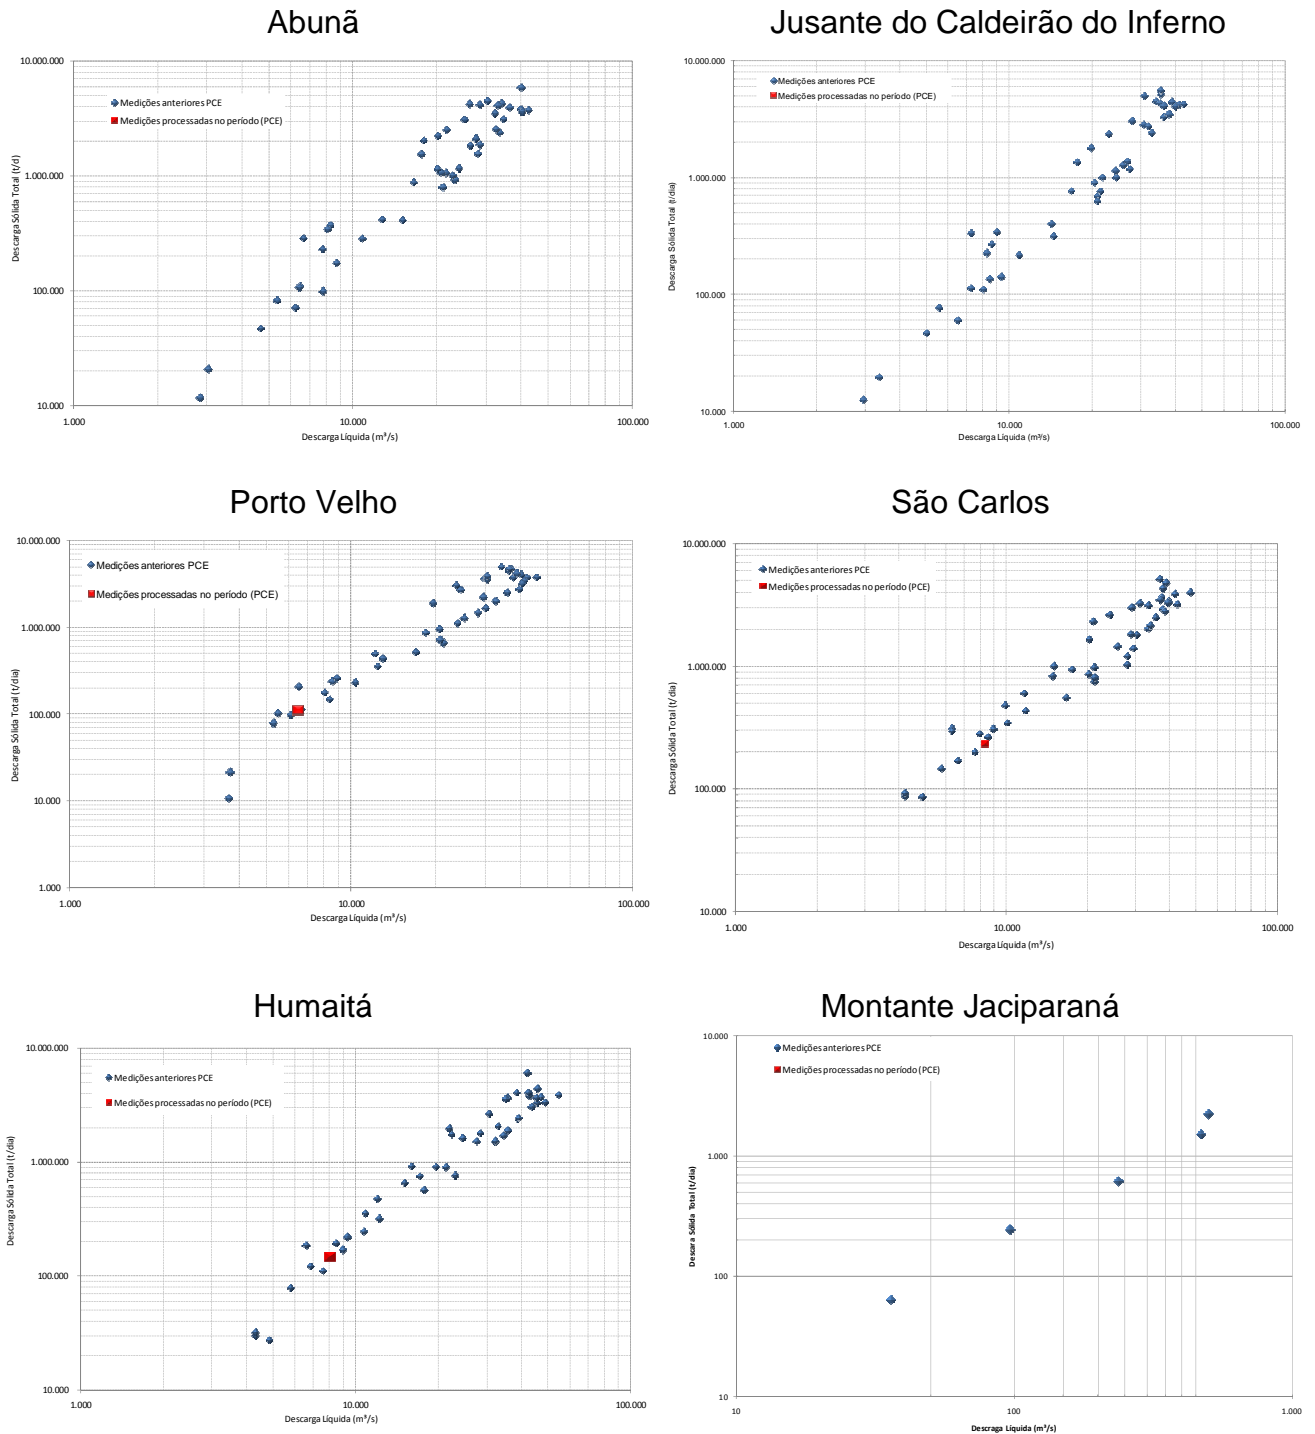 Abunã
10.000.000
1.000.000
100.000
10.000
1.000
10.000
100.000
Descarga Sólida Total (t/d)
Descarga Líquida (m³/s)
Medições anteriores PCE
Medições processadas no período (PCE)
Jusante do Caldeirão do Inferno
10.000.000
1.000.000
100.000
10.000
1.000
10.000
100.000
Descarga Sólida Total (t/dia)
Descarga Líquida (m³/s)
Medições anteriores PCE
Medições processadas no período (PCE)
Porto Velho
10.000.000
1.000.000
100.000
10.000
1.000
1.000
10.000
100.000
Descarga Sólida Total (t/dia)
Descarga Líquida (m³/s)
Medições anteriores PCE
Medições processadas no período (PCE)
São Carlos
10.000.000
1.000.000
100.000
10.000
1.000
10.000
100.000
Descarga Sólida Total (t/dia)
Descarga Líquida (m³/s)
Medições anteriores PCE
Medições processadas no período (PCE)
Humaitá
10.000.000
1.000.000
100.000
10.000
1.000
10.000
100.000
Descarga Sólida Total (t/dia)
Descarga Líquida (m³/s)
Medições anteriores PCE
Medições processadas no período (PCE)
Montante Jaciparaná
10.000
1.000
100
10
10
100
1.000
Descara Sólida Total (t/dia)
Descraga Líquida (m³/s)
Medições anteriores PCE
Medições processadas no período (PCE)